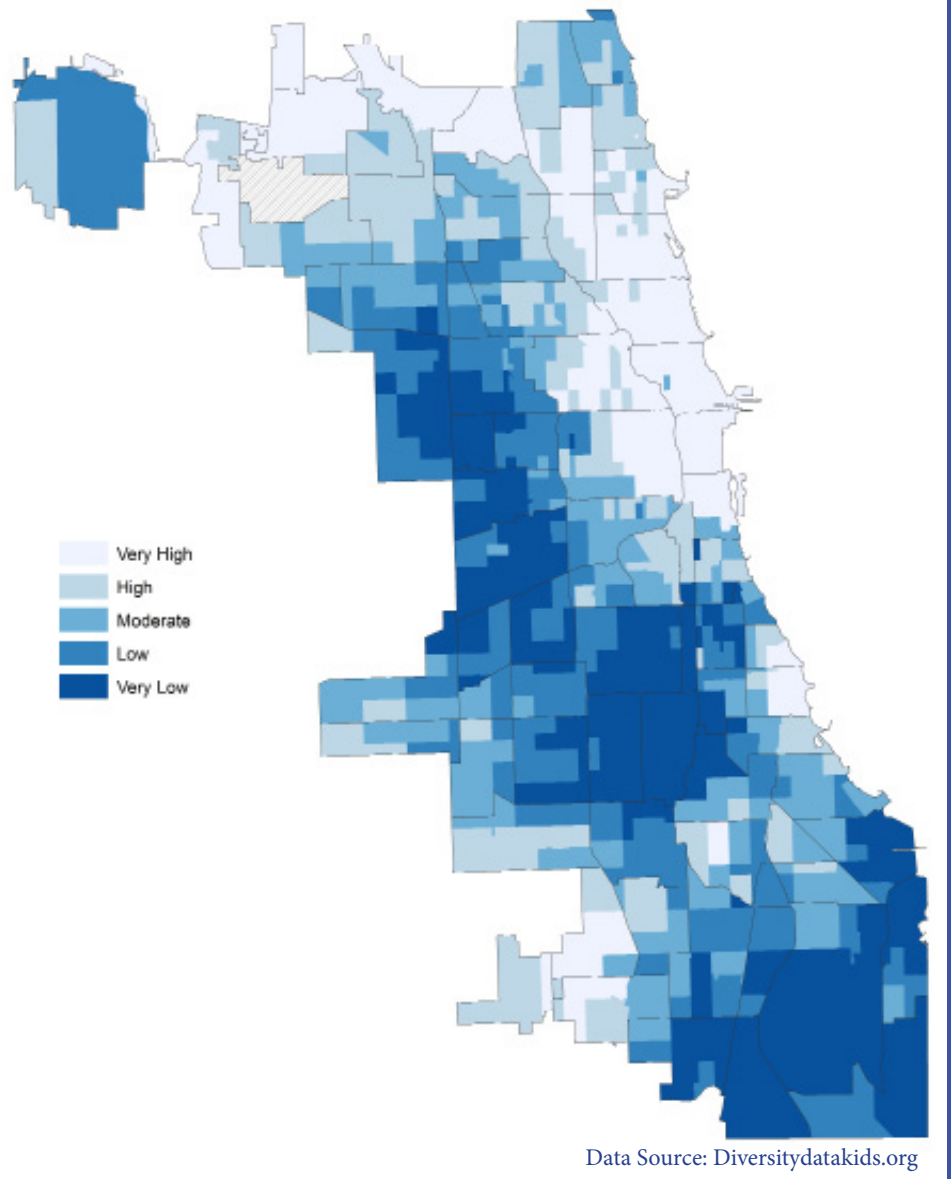 Very High
High
Moderate
Low
Very Low
Data Source: Diversitydatakids.org